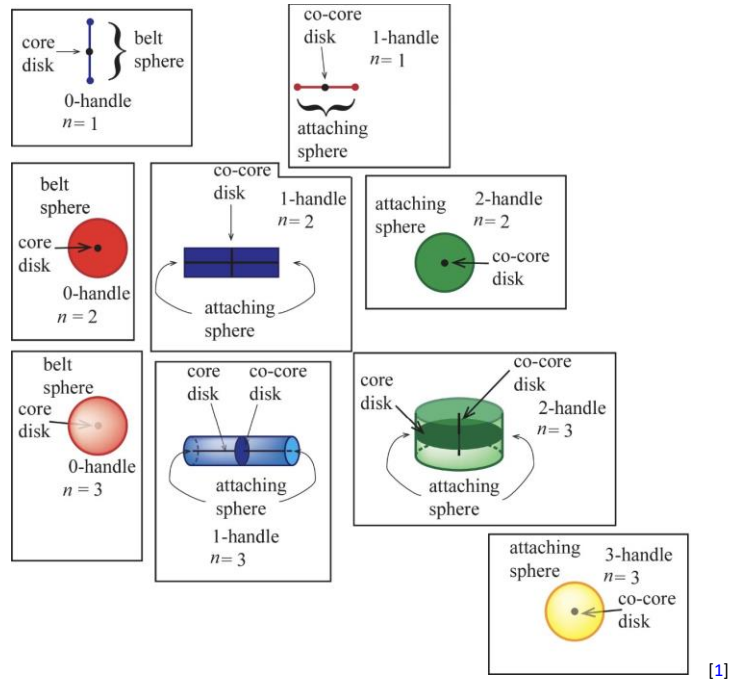 core
disk
belt
sphere
0-handle
n = 1
co-core
disk
1-handle
n = 1
attaching
sphere
belt
sphere
core
disk
0-handle
n = 2
co-core
disk
1-handle
n = 2
attaching
sphere
attaching
sphere
2-handle
n = 2
co-core
disk
belt
sphere
core
disk
0-handle
n = 3
core
disk
co-core
disk
attaching
sphere
1-handle
n = 3
co-core
disk
core
disk
2-handle
n = 3
attaching
sphere
attaching
sphere
3-handle
n = 3
co-core
disk
[1]